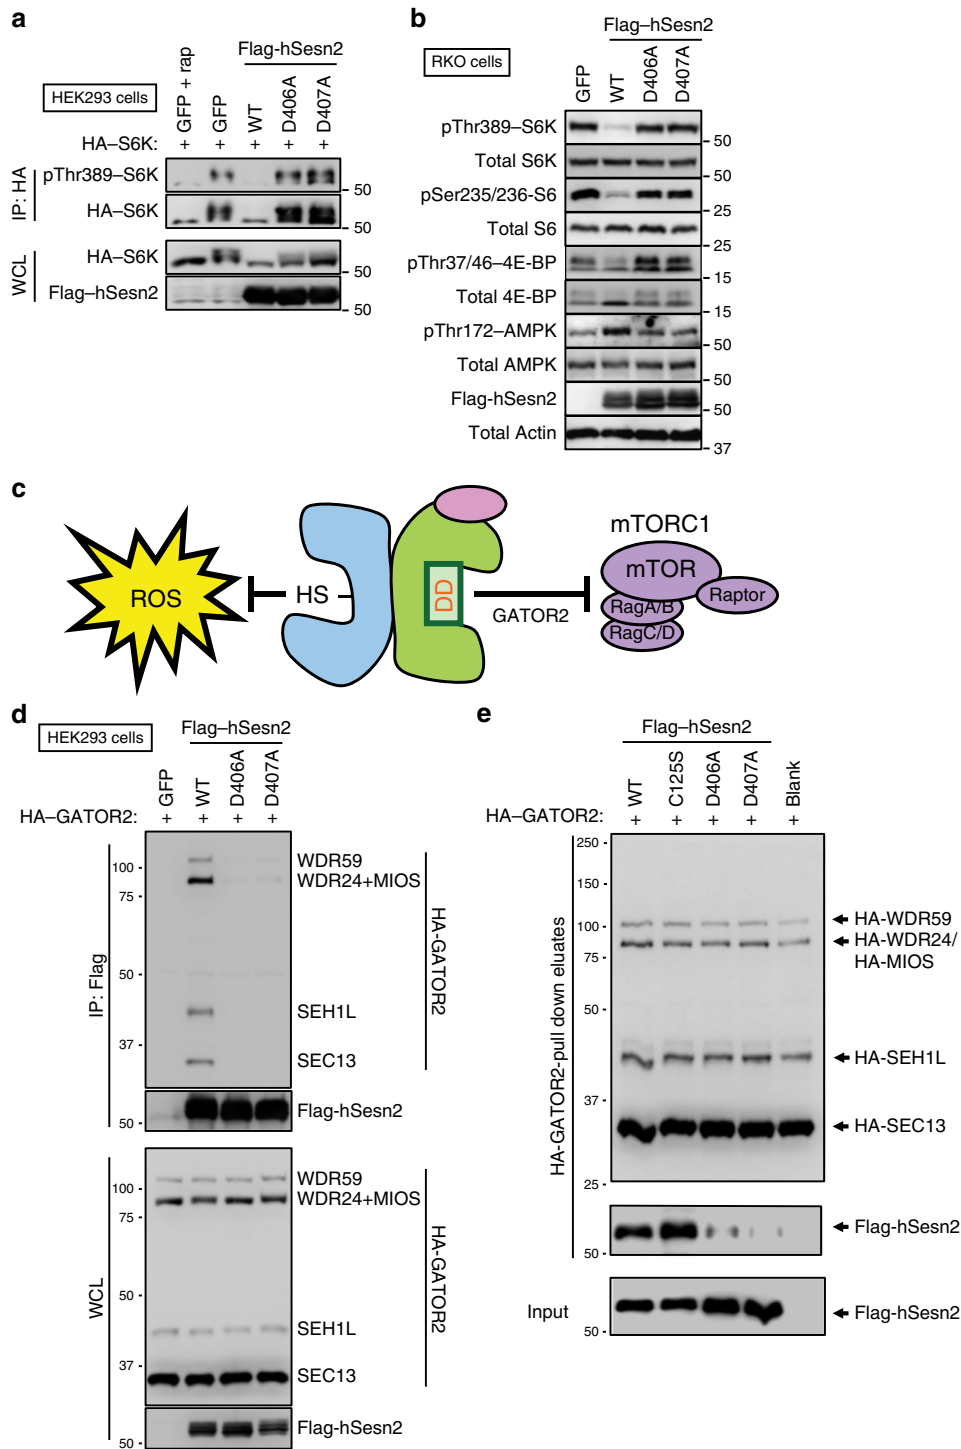 a
Flag-hSesn2
HEK293 cells
GFP + rap
GFP
WT
D406A
D407A
HA–S6K: + + + + +
IP: HA
pThr389–S6K
50
HA–S6K
50
WCL
HA–S6K
50
Flag–hSesn2
50
b
Flag–hSesn2
RKO cells
GFP
WT
D406A
D407A
pThr389–S6K
50
Total S6K
50
pSer235/236-S6
Total S6
25
pThr37/46–4E-BP
15
Total 4E-BP
15
pThr172–AMPK
50
Total AMPK
50
Flag-hSesn2
50
Total Actin
37
c
ROS
HS
DD
GATOR2
mTORC1
mTOR
Raptor
RagA/B
RagC/D
d
HEK293 cells
Flag–hSesn2
GFP
WT
D406A
D407A
HA–GATOR2: + + + +
IP: Flag
100
75
50
37
WDR59
WDR24+MIOS
SEH1L
SEC13
HA-GATOR2
Flag-hSesn2
50
WCL
100
75
50
37
WDR59
WDR24+MIOS
SEH1L
SEC13
HA-GATOR2
Flag-hSesn2
50
e
Flag–hSesn2
WT
C125S
D406A
D407A
Blank
HA–GATOR2: + + + + +
HA-GATOR2-pull down eluates
250
150
100
75
50
37
25
HA-WDR59
HA-WDR24/
HA-MIOS
HA-SEH1L
HA-SEC13
Flag-hSesn2
50
Input
Flag-hSesn2
50